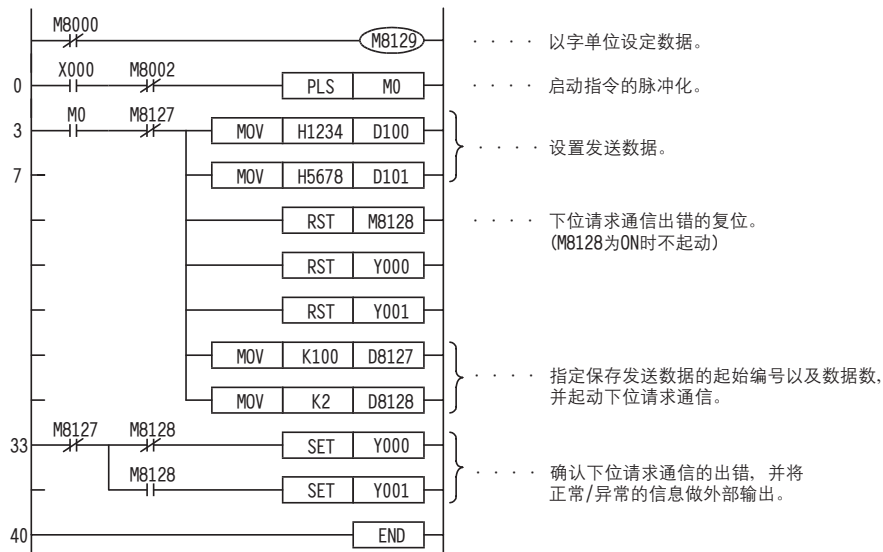 M8000
M8129
· · · · 以字单位设定数据。
X000 M8002
0 PLS M0
· · · · 启动指令的脉冲化。
M0 M8127
3 MOV H1234 D100
· · · · 设置发送数据。
7 MOV H5678 D101
RST M8128
· · · · 下位请求通信出错的复位。
(M8128为ON时不起动)
RST Y000
RST Y001
MOV K100 D8127
· · · · 指定保存发送数据的起始编号以及数据数,
并起动下位请求通信。
MOV K2 D8128
M8127 M8128
33 SET Y000
· · · · 确认下位请求通信的出错, 并将
正常/异常的信息做外部输出。
M8128
SET Y001
40 END